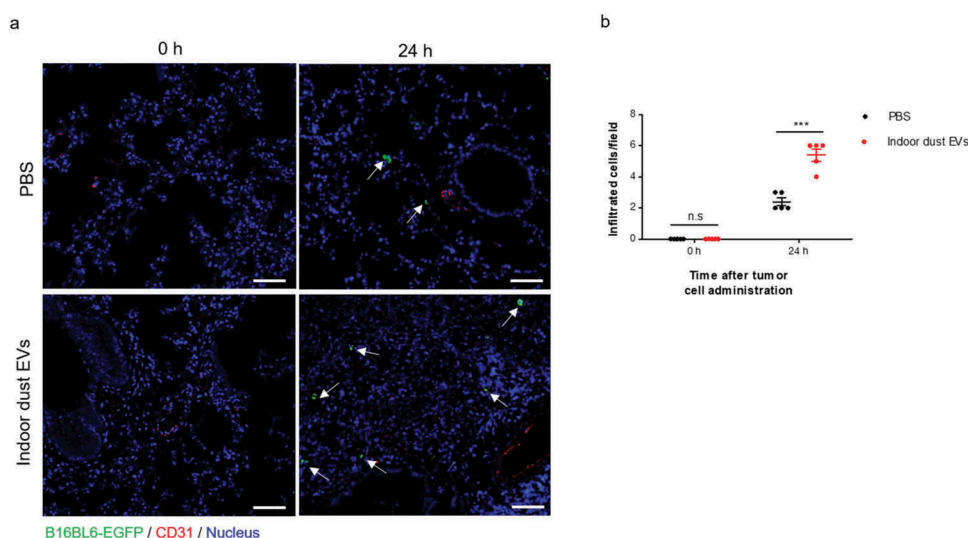 a
0 h
24 h
PBS
Indoor dust EVs
B16BL6-EGFP / CD31 / Nucleus
b
Infiltrated cells/field
8
6
4
2
0
***
n.s
0 h
24 h
Time after tumor
cell administration
PBS
Indoor dust EVs